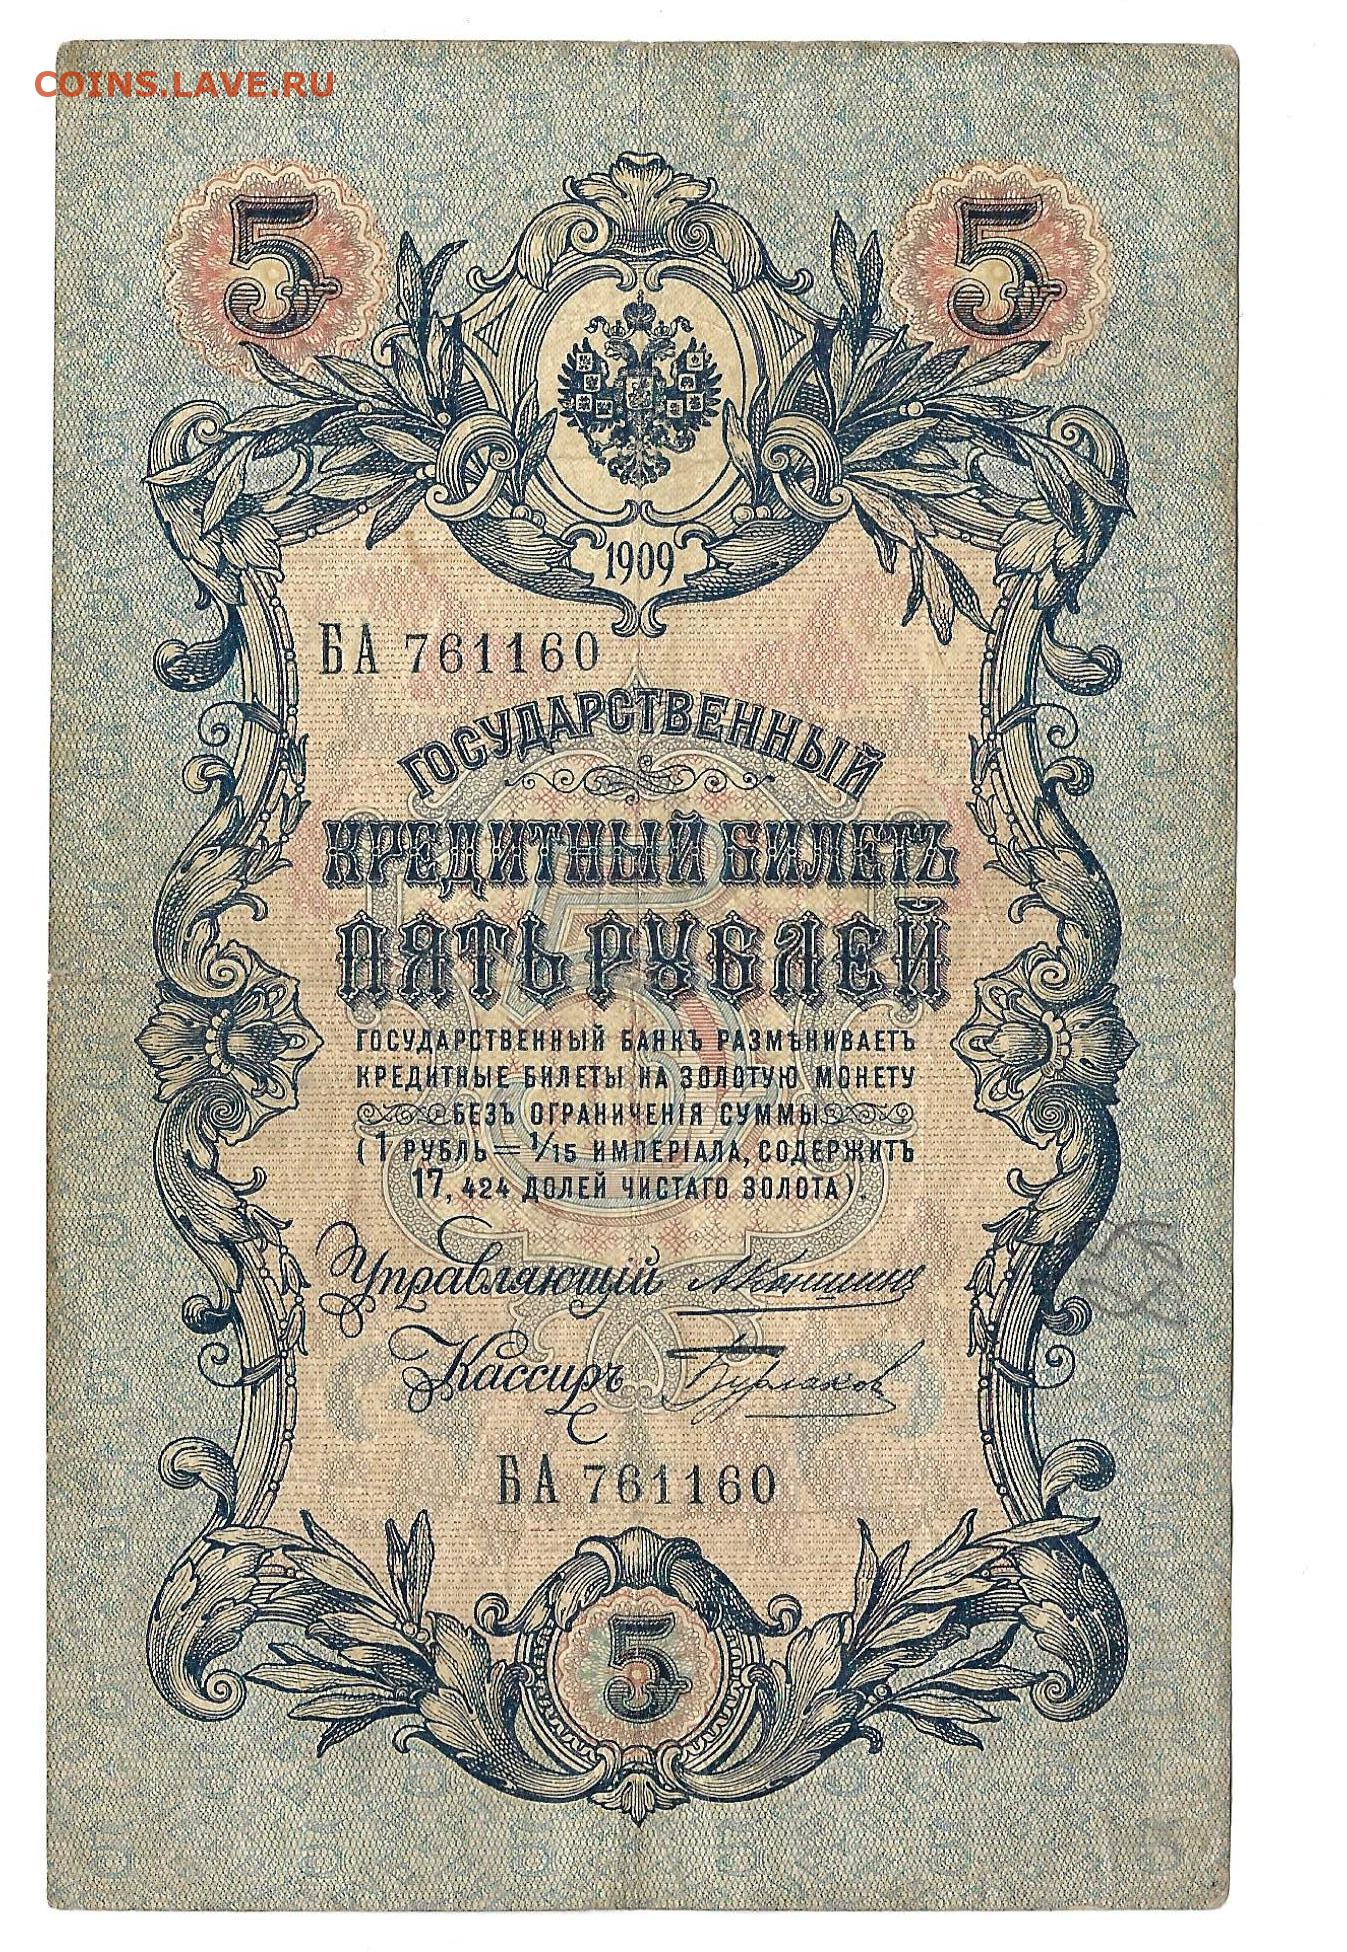 COINS.LAVE.RU
5 5
1909
БА 761160
ГОСУДАРСТВЕННЫЙ
КРЕДИТНЫЙ БИЛЕТЪ
ПЯТЬ РУБЛЕЙ
ГОСУДАРСТВЕННЫЙ БАНКЪ РАЗМѢНИВАЕТЪ
КРЕДИТНЫЕ БИЛЕТЫ НА ЗОЛОТУЮ МОНЕТУ
БЕЗЪ ОГРАНИЧЕНІЯ СУММЫ
(1 РУБЛЬ = 1/15 ИМПЕРІАЛА, СОДЕРЖИТЪ
17,424 ДОЛЕЙ ЧИСТАГО ЗОЛОТА).
Управляющій АКоншинъ
Кассиръ Бурлаковъ
БА 761160
5